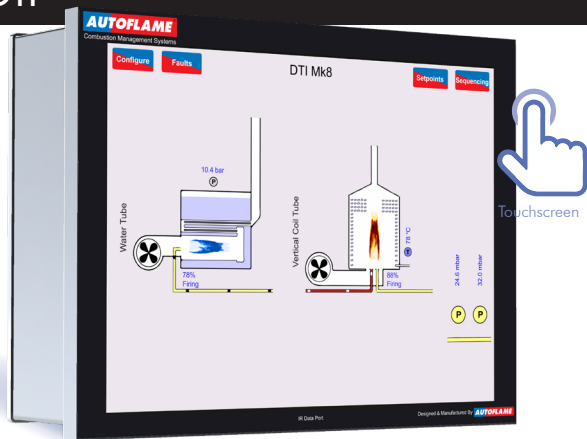 AUTOFLAME
Combustion Management Systems
Configure
Faults
DTI Mk8
Setpoints
Sequencing
10.4 bar
P
Water Tube
78%
Firing
Vertical Coil Tube
78 °C
88%
Firing
24.6 mbar
32.0 mbar
P
P
Touchscreen
IR Data Port
Designed & Manufactured By AUTOFLAME